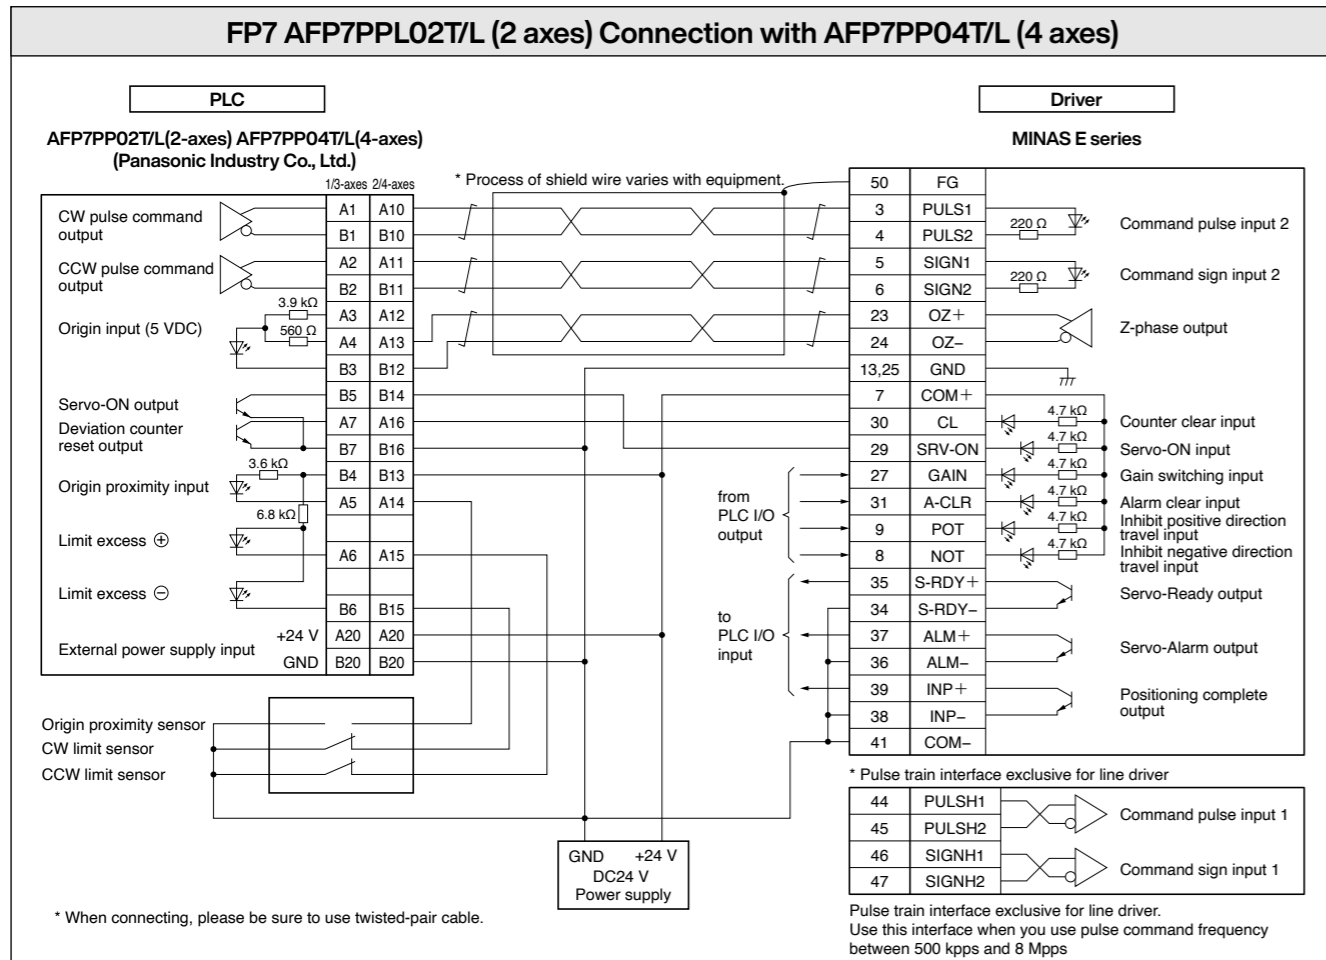 FP7 AFP7PPL02T/L (2 axes) Connection with AFP7PP04T/L (4 axes)
PLC
AFP7PP02T/L(2-axes) AFP7PP04T/L(4-axes)
(Panasonic Industry Co., Ltd.)
1/3-axes 2/4-axes
CW pulse command
output
A1 A10
B1 B10
CCW pulse command
output
A2 A11
B2 B11
Origin input (5 VDC)
3.9 kΩ
560 Ω
A3 A12
A4 A13
B3 B12
Servo-ON output
B5 B14
Deviation counter
reset output
A7 A16
B7 B16
Origin proximity input
3.6 kΩ
B4 B13
A5 A14
6.8 kΩ
Limit excess ⊕
A6 A15
Limit excess ⊖
B6 B15
External power supply input
+24 V A20 A20
GND B20 B20
Origin proximity sensor
CW limit sensor
CCW limit sensor
* Process of shield wire varies with equipment.
from
PLC I/O
output
to
PLC I/O
input
GND +24 V
DC24 V
Power supply
* When connecting, please be sure to use twisted-pair cable.
Driver
MINAS E series
50 FG
3 PULS1
4 PULS2
220 Ω
Command pulse input 2
5 SIGN1
6 SIGN2
220 Ω
Command sign input 2
23 OZ+
24 OZ−
Z-phase output
13,25 GND
7 COM+
30 CL 4.7 kΩ Counter clear input
29 SRV-ON 4.7 kΩ Servo-ON input
27 GAIN 4.7 kΩ Gain switching input
31 A-CLR 4.7 kΩ Alarm clear input
9 POT 4.7 kΩ Inhibit positive direction
travel input
8 NOT 4.7 kΩ Inhibit negative direction
travel input
35 S-RDY+
34 S-RDY−
Servo-Ready output
37 ALM+
36 ALM−
Servo-Alarm output
39 INP+
38 INP−
Positioning complete
output
41 COM−
* Pulse train interface exclusive for line driver
44 PULSH1
45 PULSH2
Command pulse input 1
46 SIGNH1
47 SIGNH2
Command sign input 1
Pulse train interface exclusive for line driver.
Use this interface when you use pulse command frequency
between 500 kpps and 8 Mpps